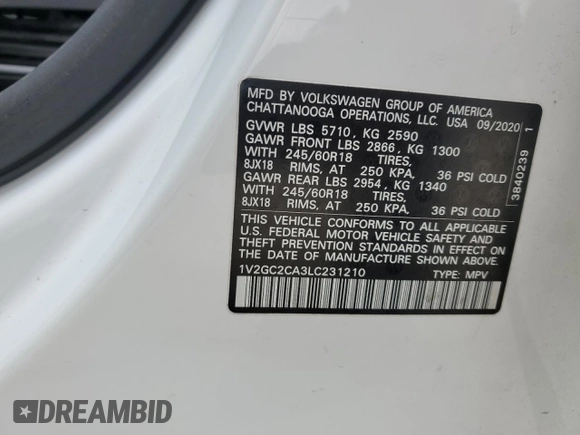 MFD BY VOLKSWAGEN GROUP OF AMERICA
CHATTANOOGA OPERATIONS, LLC. USA 09/2020
GVWR LBS 5710, KG 2590
GAWR FRONT LBS 2866, KG 1300
WITH 245/60R18 TIRES,
8JX18 RIMS, AT 250 KPA. 36 PSI COLD
GAWR REAR LBS 2954, KG 1340
WITH 245/60R18 TIRES,
8JX18 RIMS, AT 250 KPA. 36 PSI COLD
THIS VEHICLE CONFORMS TO ALL APPLICABLE
U.S. FEDERAL MOTOR VEHICLE SAFETY AND
THEFT PREVENTION STANDARDS IN EFFECT ON
THE DATE OF MANUFACTURE SHOWN ABOVE.
1V2GC2CA3LC231210 TYPE: MPV
3840239 1
DREAMBID